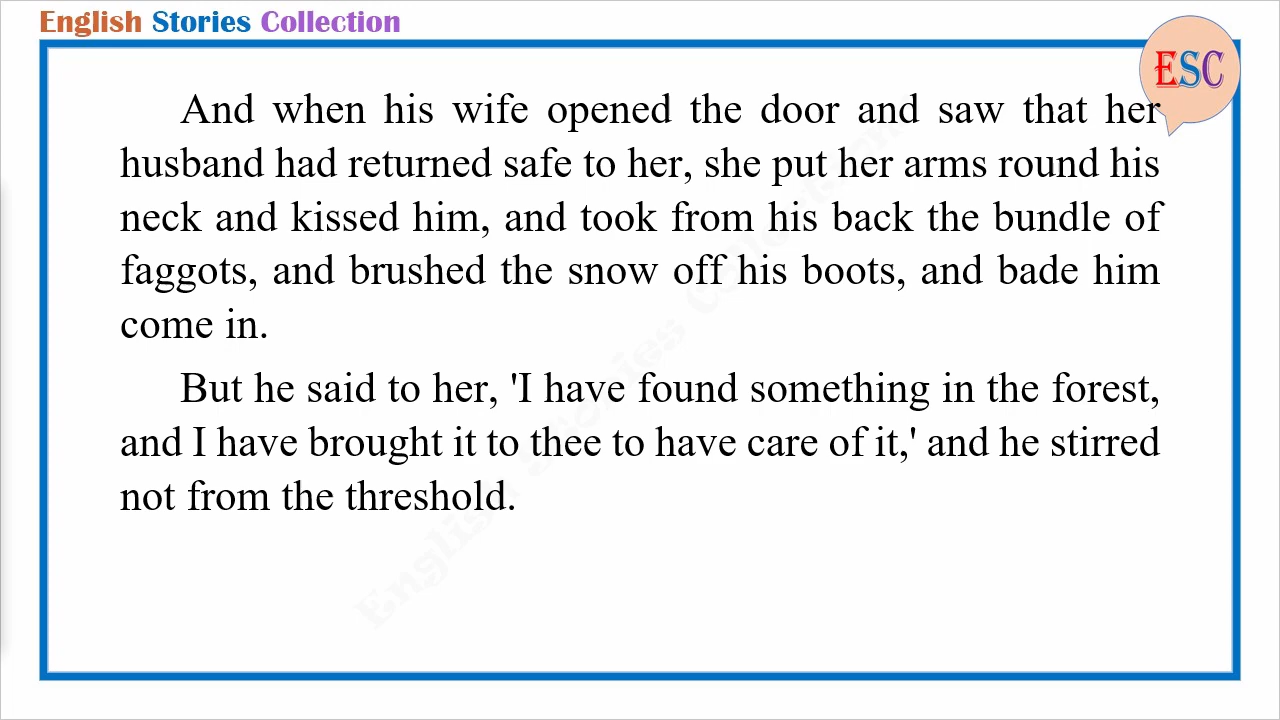 English Stories Collection
ESC
And when his wife opened the door and saw that her
husband had returned safe to her, she put her arms round his
neck and kissed him, and took from his back the bundle of
faggots, and brushed the snow off his boots, and bade him
come in.
But he said to her, 'I have found something in the forest,
and I have brought it to thee to have care of it,' and he stirred
not from the threshold.
English Stories Collection